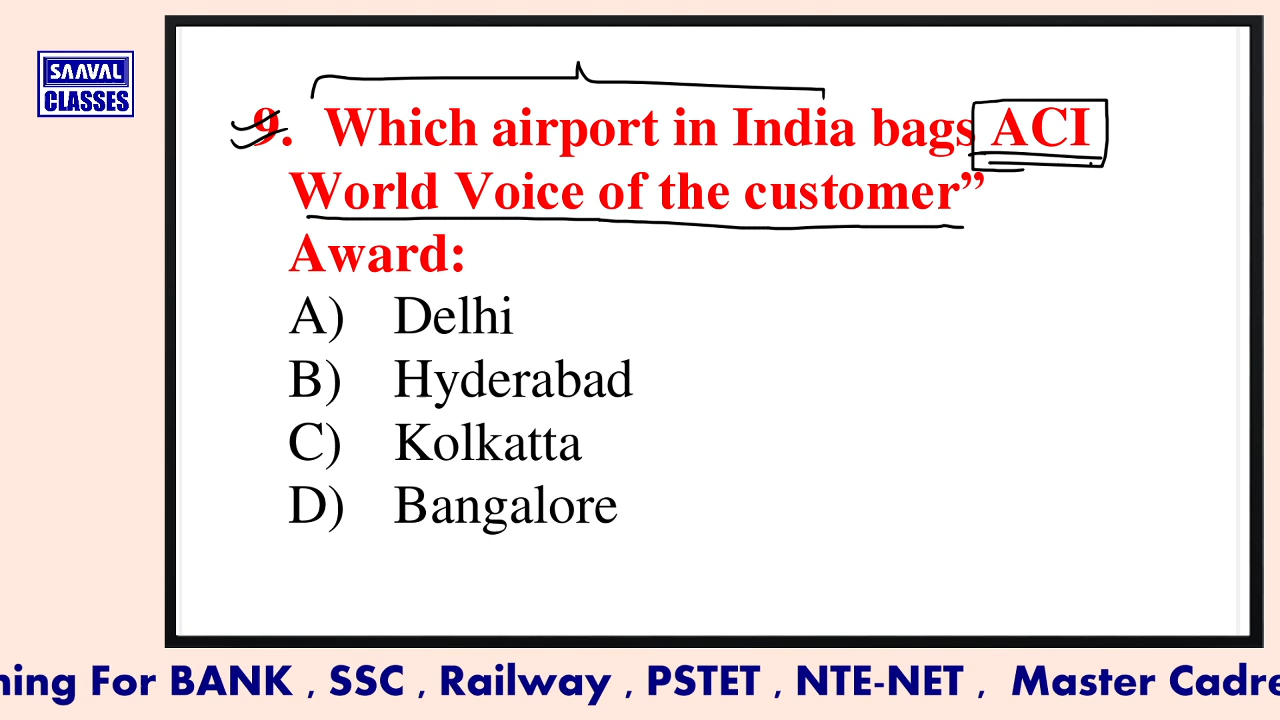 SAAVAL
CLASSES
9. Which airport in India bags ACI
World Voice of the customer”
Award:
A) Delhi
B) Hyderabad
C) Kolkatta
D) Bangalore
ning For BANK , SSC , Railway , PSTET , NTE-NET , Master Cadre